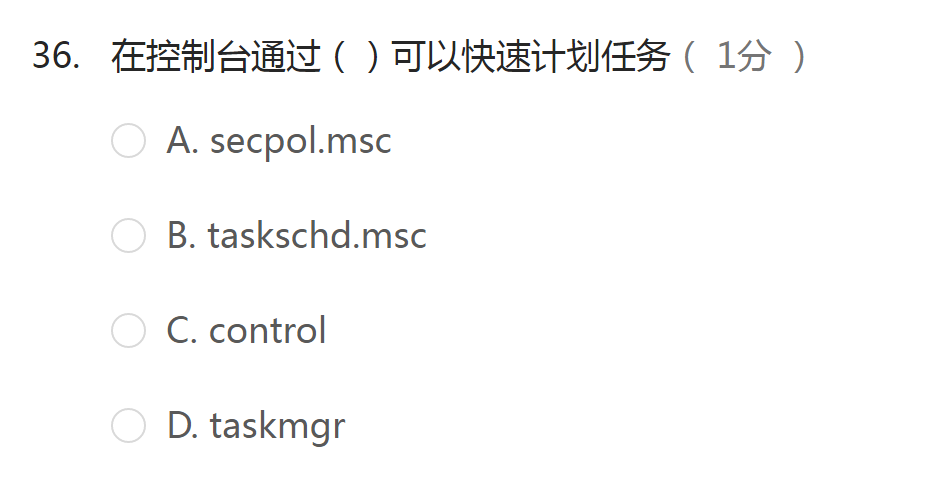 36. 在控制台通过（ ）可以快速计划任务（ 1分 ）
A. secpol.msc
B. taskschd.msc
C. control
D. taskmgr